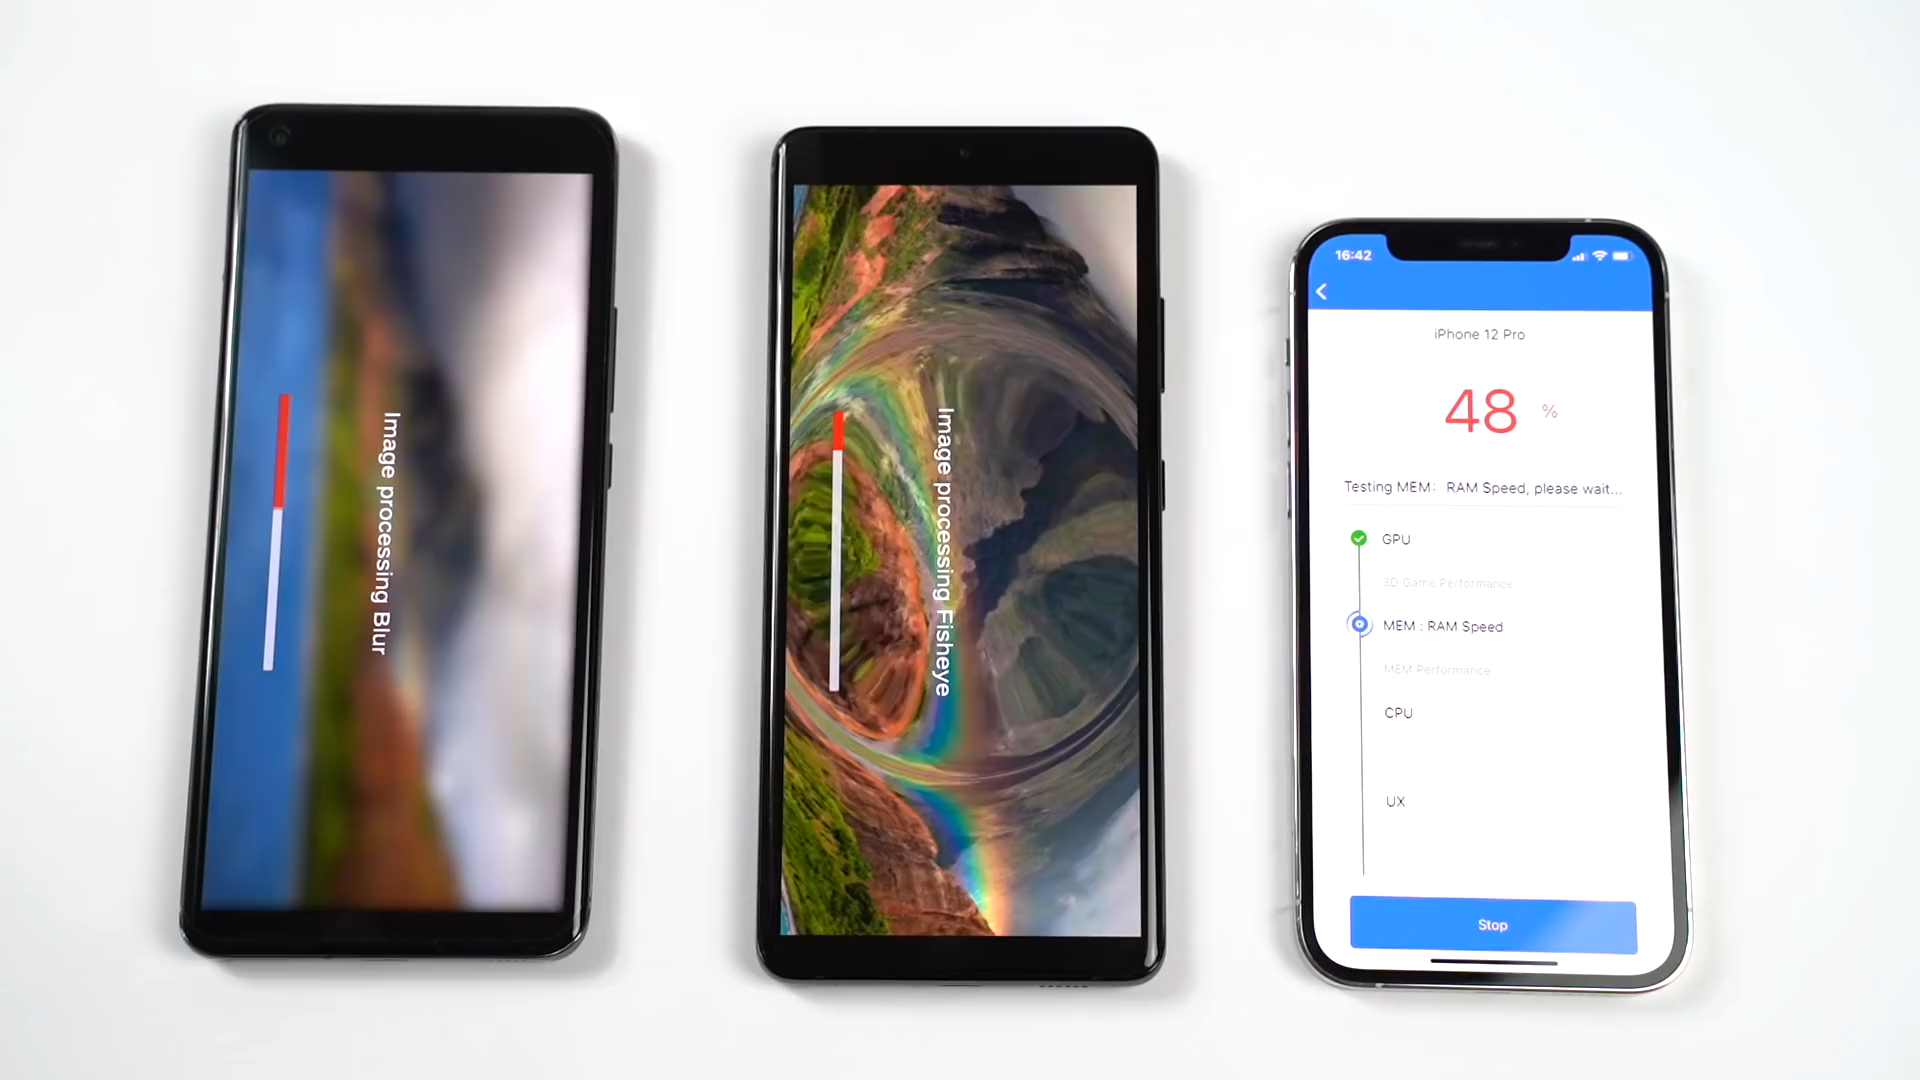 Image processing Blur
Image processing Fisheye
16:42
iPhone 12 Pro
48 %
Testing MEM: RAM Speed, please wait...
GPU
3D Game Performance
MEM : RAM Speed
MEM Performance
CPU
UX
Stop